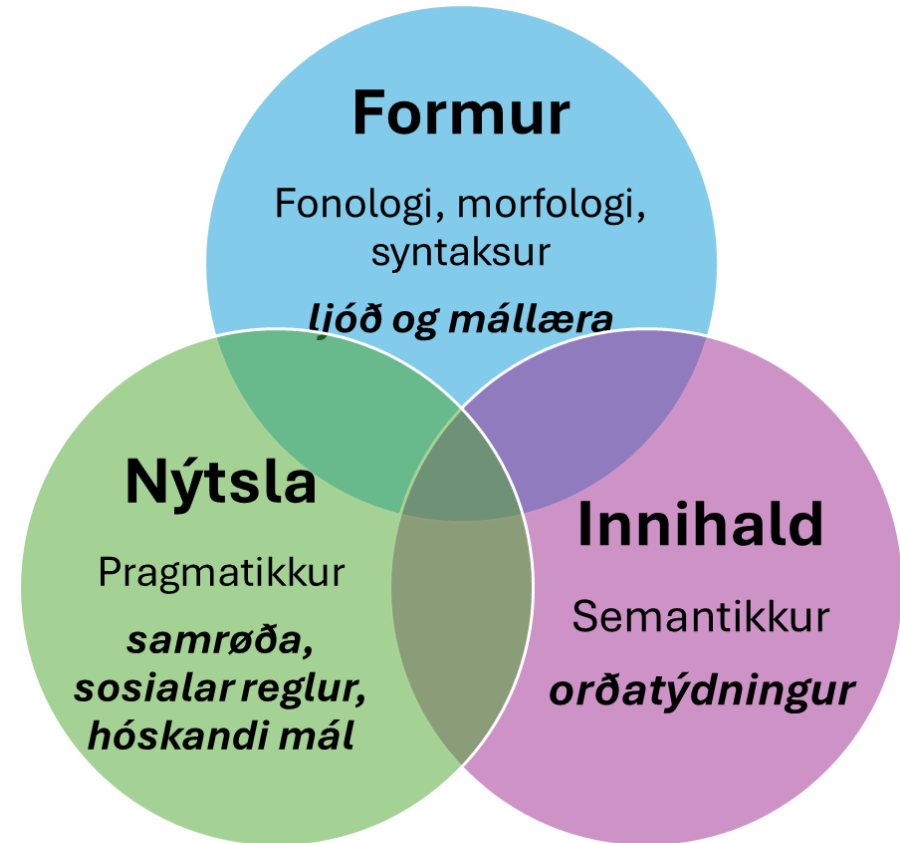 Formur
Fonologi, morfologi,
syntaksur
ljóð og mállæra
Nýtsla
Pragmatikkur
samrøða,
sosialar reglur,
hóskandi mál
Innihald
Semantikkur
orðatýdningur